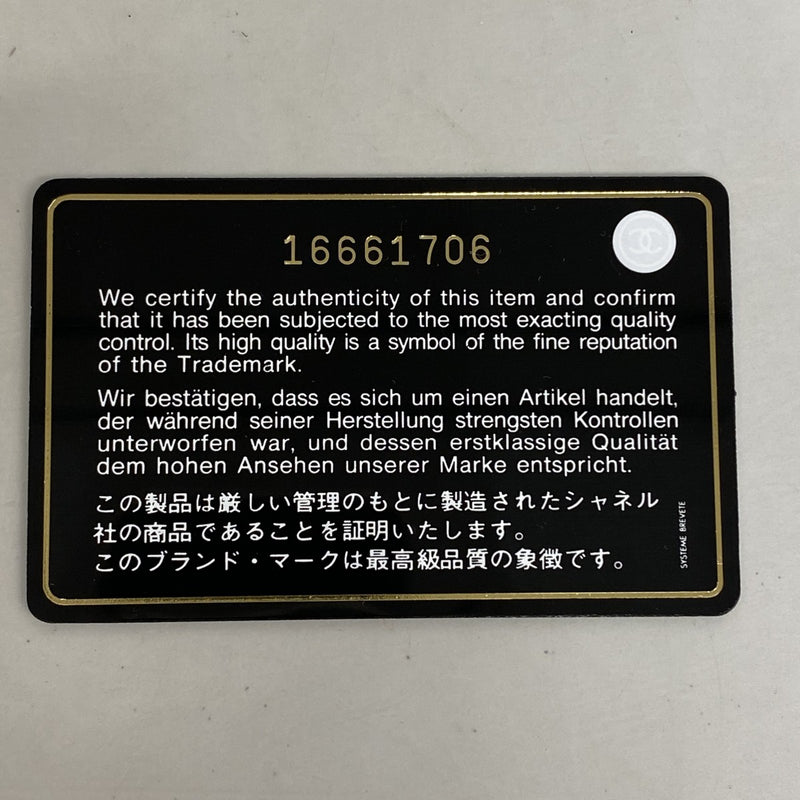 16661706
We certify the authenticity of this item and confirm
that it has been subjected to the most exacting quality
control. Its high quality is a symbol of the fine reputation
of the Trademark.
Wir bestätigen, dass es sich um einen Artikel handelt,
der während seiner Herstellung strengsten Kontrollen
unterworfen war, und dessen erstklassige Qualität
dem hohen Ansehen unserer Marke entspricht.
この製品は厳しい管理のもとに製造されたシャネル
社の商品であることを証明いたします。
このブランド・マークは最高級品質の象徴です。
SYSTEME BREVETE